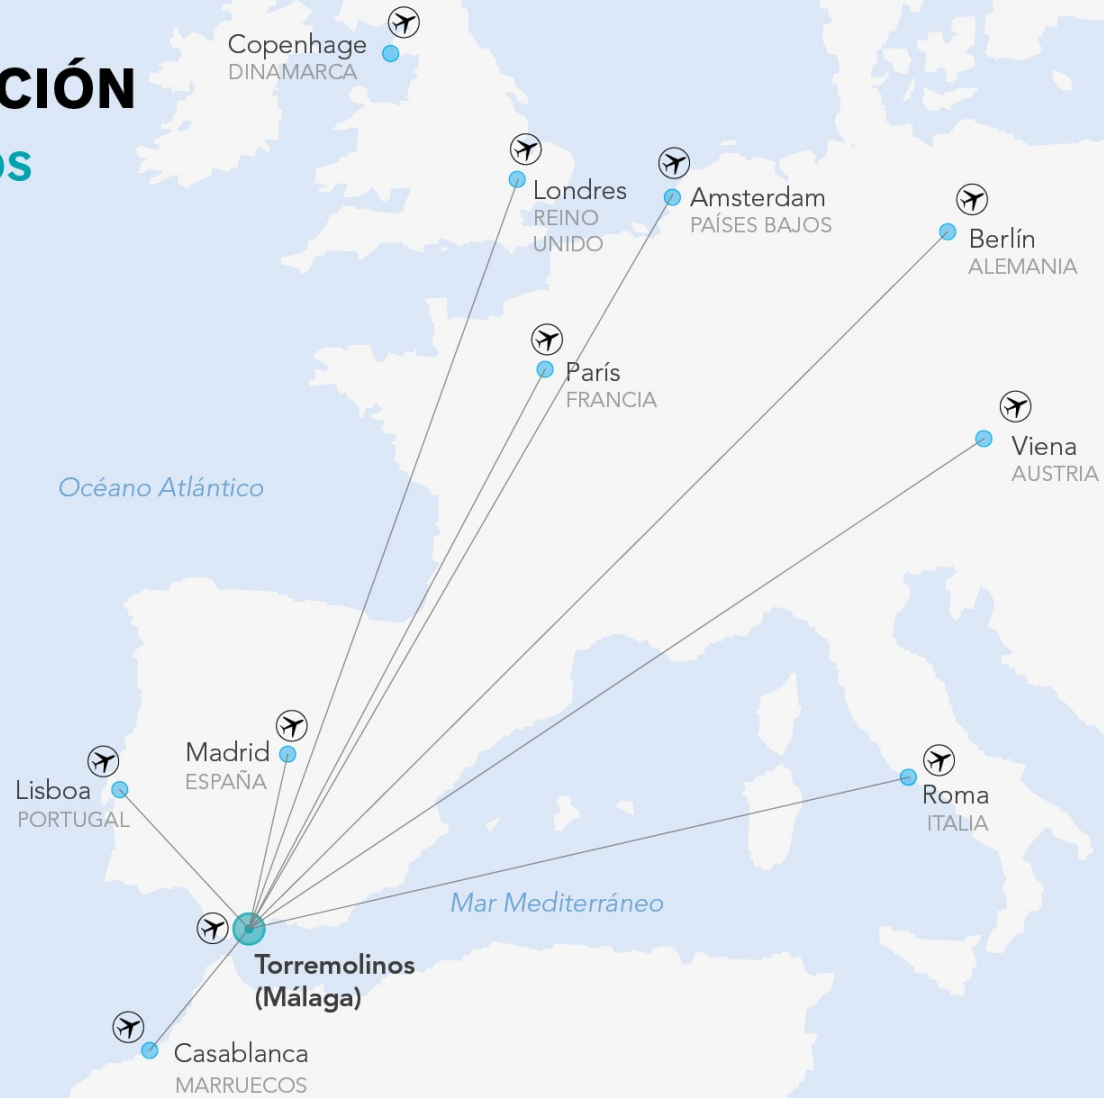 Copenhage
DINAMARCA
CIÓN
OS
Londres
REINO
UNIDO
Amsterdam
PAÍSES BAJOS
Berlín
ALEMANIA
París
FRANCIA
Viena
AUSTRIA
Océano Atlántico
Madrid
ESPAÑA
Lisboa
PORTUGAL
Roma
ITALIA
Mar Mediterráneo
Torremolinos
(Málaga)
Casablanca
MARRUECOS